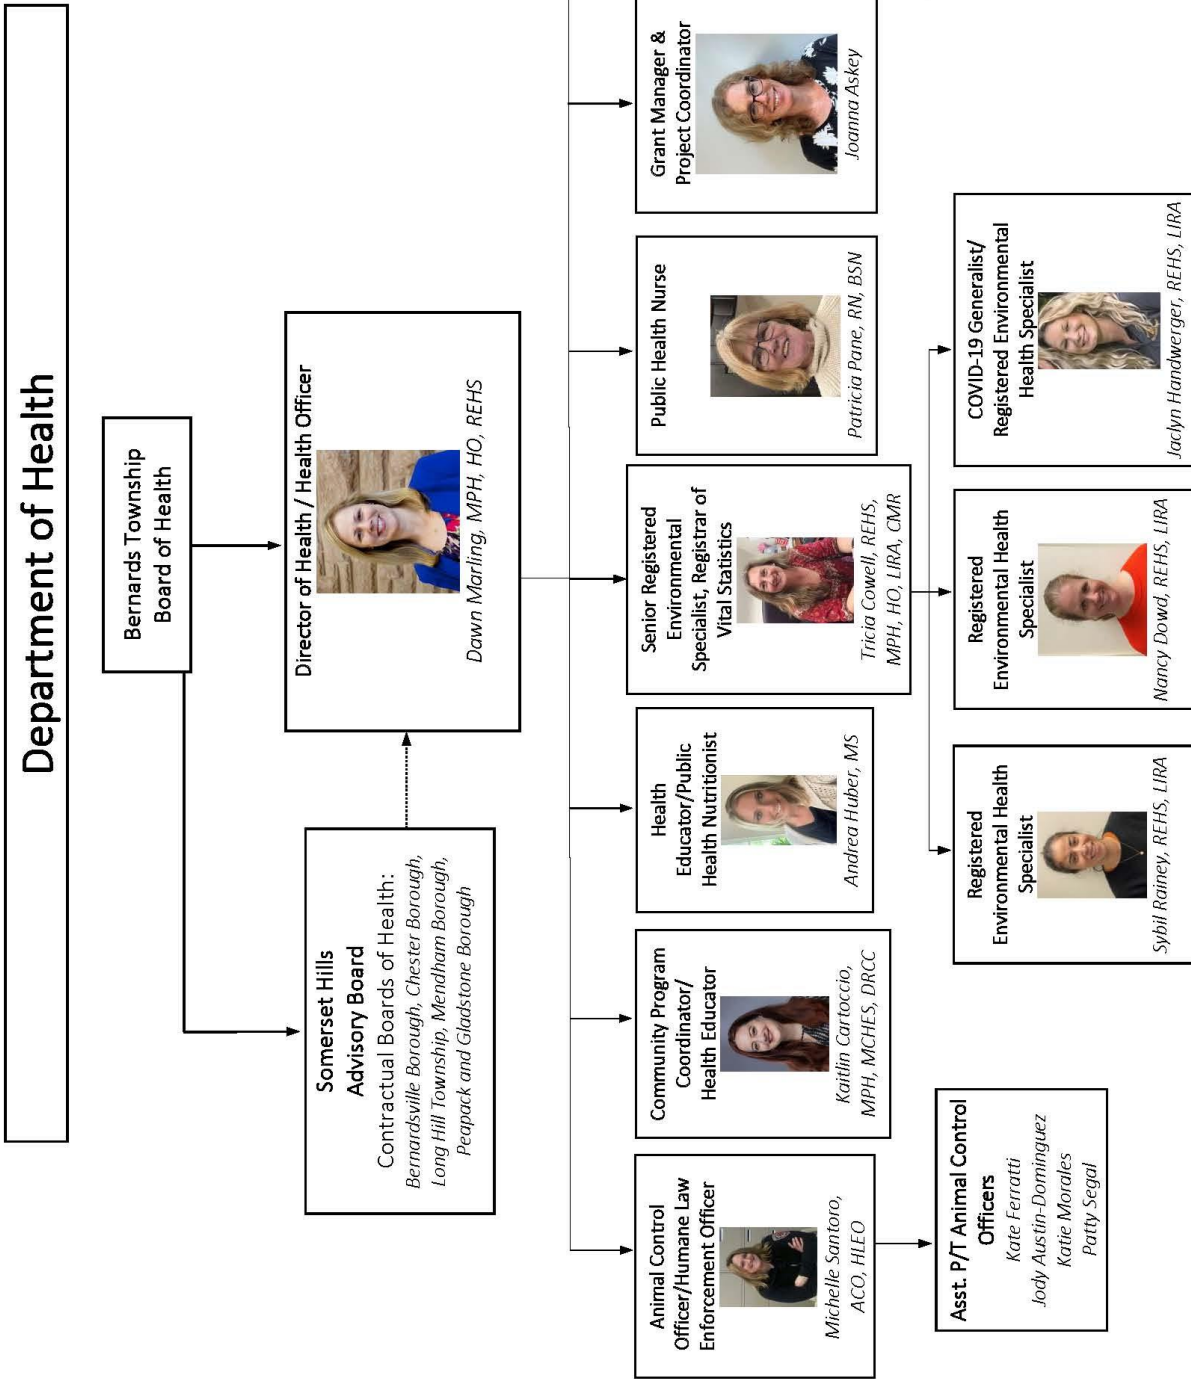 Department of Health
Bernards Township
Board of Health
Somerset Hills
Advisory Board
Contractual Boards of Health:
Bernardsville Borough, Chester Borough,
Long Hill Township, Mendham Borough,
Peapack and Gladstone Borough
Director of Health / Health Officer
Dawn Marling, MPH, HO, REHS
Animal Control
Officer/Humane Law
Enforcement Officer
Michelle Santoro,
ACO, HLEO
Community Program
Coordinator/
Health Educator
Kaitlin Cartoccio,
MPH, MCHES, DRCC
Health
Educator/Public
Health Nutritionist
Andrea Huber, MS
Senior Registered
Environmental
Specialist, Registrar of
Vital Statistics
Tricia Cowell, REHS,
MPH, HO, LIRA, CMR
Public Health Nurse
Patricia Pane, RN, BSN
Grant Manager &
Project Coordinator
Joanna Askey
Asst. P/T Animal Control
Officers
Kate Ferratti
Jody Austin-Dominguez
Katie Morales
Patty Segal
Registered
Environmental Health
Specialist
Sybil Rainey, REHS, LIRA
Registered
Environmental Health
Specialist
Nancy Dowd, REHS, LIRA
COVID-19 Generalist/
Registered Environmental
Health Specialist
Jaclyn Handwerger, REHS, LIRA